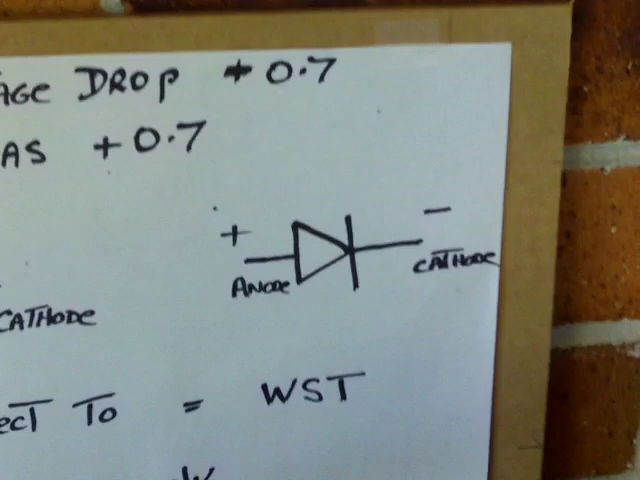 AGE DROP + 0.7
AS + 0.7
+ -
ANODE CATHODE
CATHODE
ECT TO = WST
W